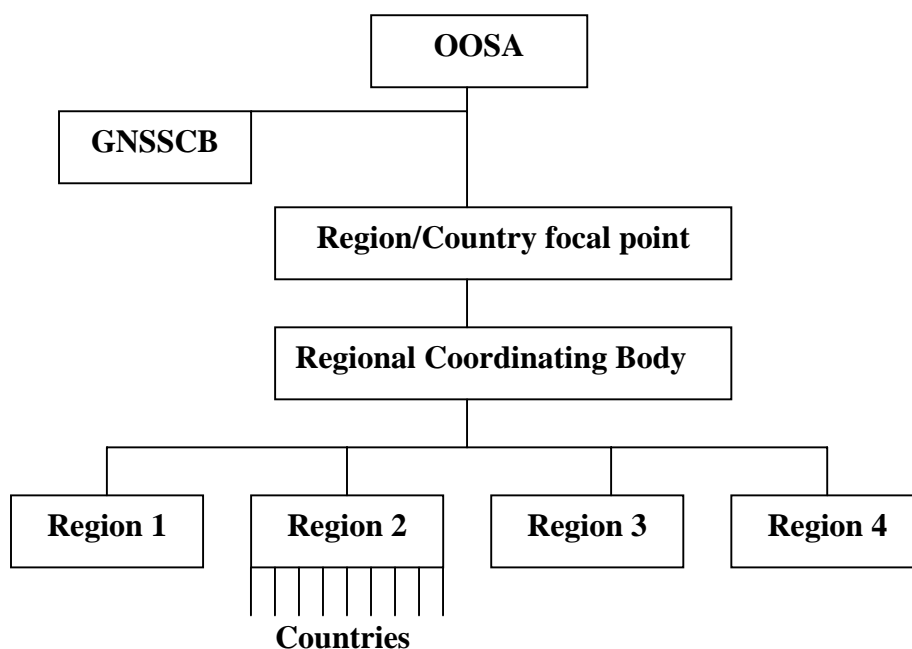 OOSA
GNSSCB
Region/Country focal point
Regional Coordinating Body
Region 1
Region 2
Region 3
Region 4
Countries